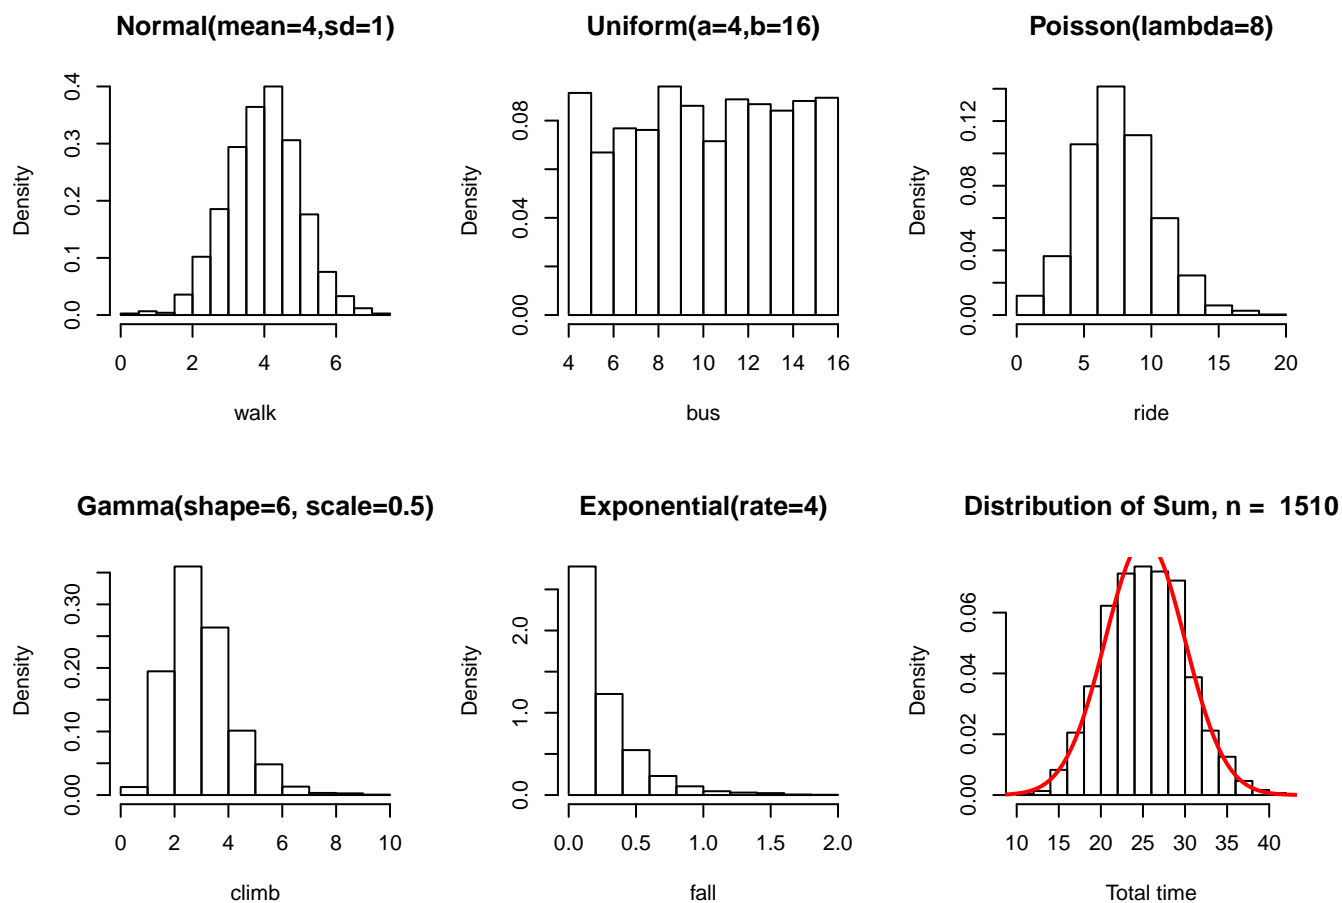 Normal(mean=4,sd=1)
Density
0.0 0.1 0.2 0.3 0.4
0 2 4 6
walk
Uniform(a=4,b=16)
Density
0.00 0.04 0.08
4 6 8 10 12 14 16
bus
Poisson(lambda=8)
Density
0.00 0.04 0.08 0.12
0 5 10 15 20
ride
Gamma(shape=6, scale=0.5)
Density
0.00 0.10 0.20 0.30
0 2 4 6 8 10
climb
Exponential(rate=4)
Density
0.0 1.0 2.0
0.0 0.5 1.0 1.5 2.0
fall
Distribution of Sum, n =  1510
Density
0.00 0.02 0.04 0.06
10 15 20 25 30 35 40
Total time